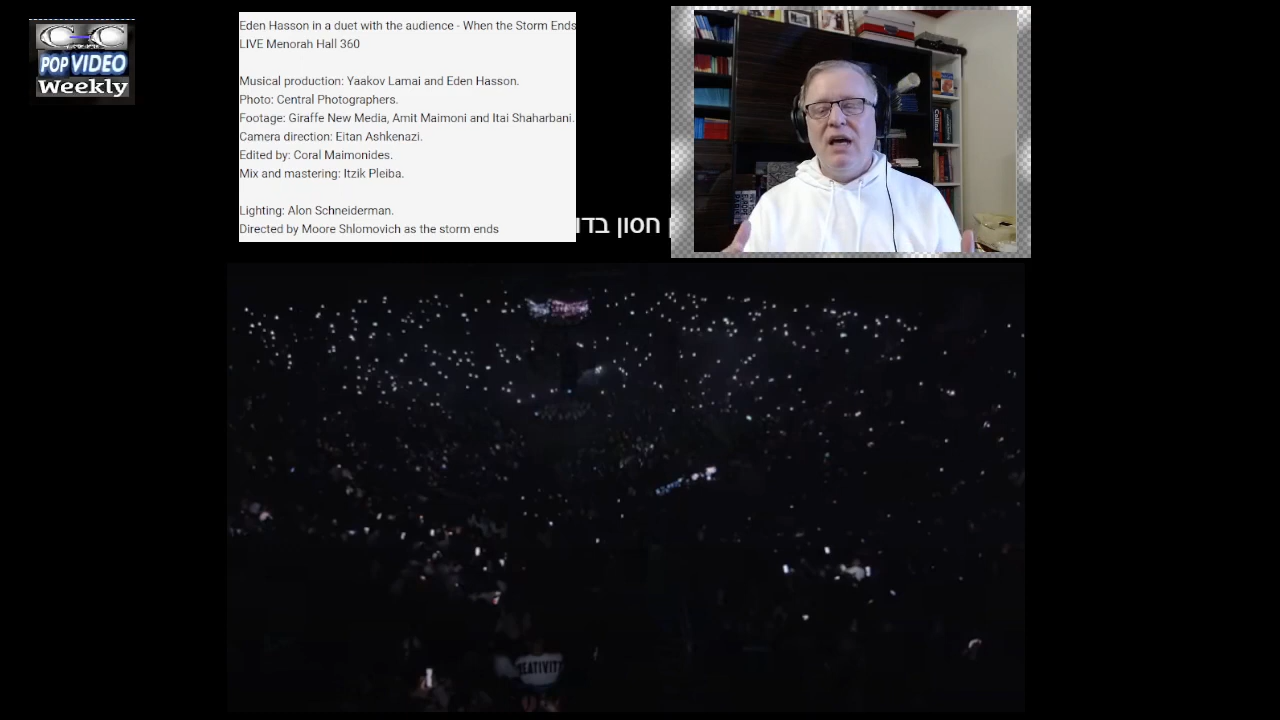 C-C
POP VIDEO
Weekly
Eden Hasson in a duet with the audience - When the Storm Ends
LIVE Menorah Hall 360
Musical production: Yaakov Lamai and Eden Hasson.
Photo: Central Photographers.
Footage: Giraffe New Media, Amit Maimoni and Itai Shaharbani.
Camera direction: Eitan Ashkenazi.
Edited by: Coral Maimonides.
Mix and mastering: Itzik Pleiba.
Lighting: Alon Schneiderman.
Directed by Moore Shlomovich as the storm ends
חסון בדו
EATIVIT